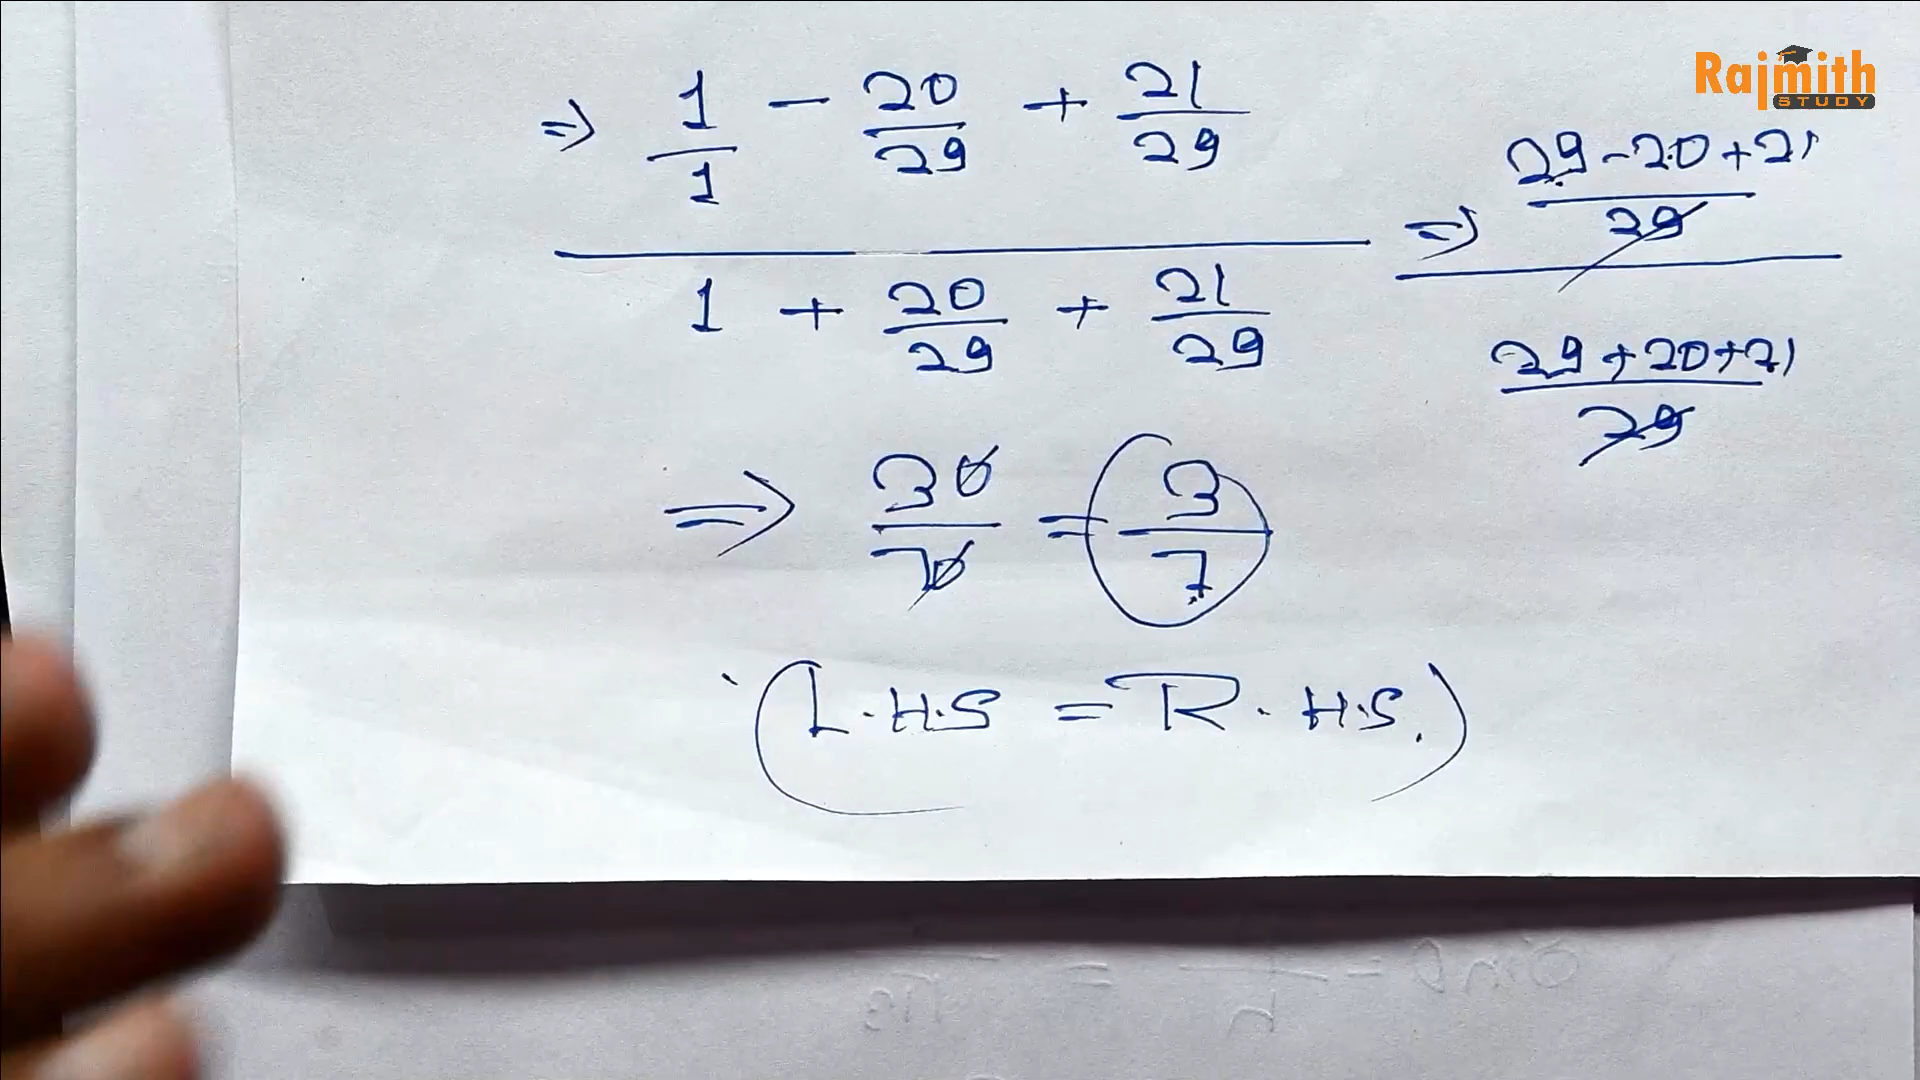 Rajmith
STUDY
⇒ 1/1 - 20/29 + 21/29
1 + 20/29 + 21/29
⇒ 29-20+21
29
29+20+21
29
⇒ 30/70 = 3/7
(L.H.S = R.H.S.)